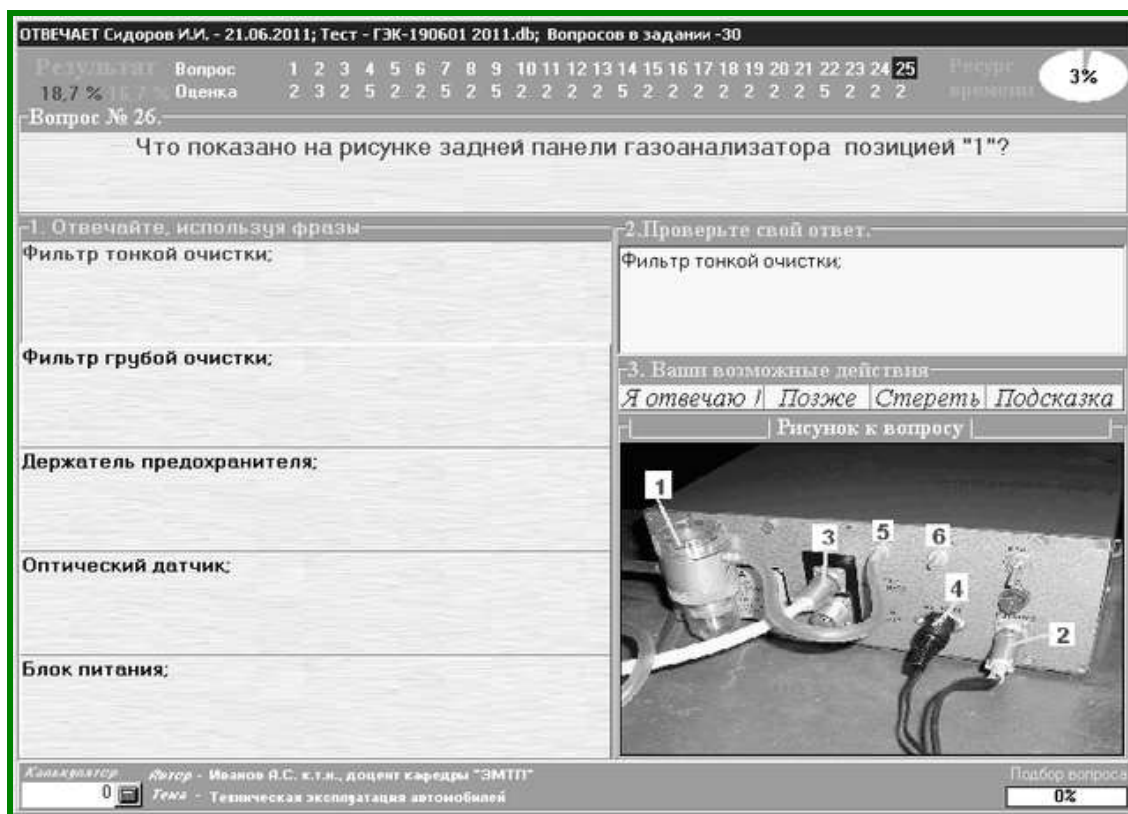 ОТВЕЧАЕТ Сидоров И.И. - 21.06.2011; Тест - ГЭК-190601 2011.db; Вопросов в задании -30
Результат Вопрос 1 2 3 4 5 6 7 8 9 10 11 12 13 14 15 16 17 18 19 20 21 22 23 24 25 Ресурс 3%
18,7 % 16,7 % Оценка 2 3 2 5 2 2 5 2 5 2 2 2 2 5 2 2 2 2 2 2 2 5 2 2 2 времени
Вопрос № 26.
Что показано на рисунке задней панели газоанализатора позицией "1"?
1. Отвечайте, используя фразы
Фильтр тонкой очистки;
Фильтр грубой очистки;
Держатель предохранителя;
Оптический датчик;
Блок питания;
2.Проверьте свой ответ.
Фильтр тонкой очистки;
3. Ваши возможные действия
Я отвечаю ! Позже Стереть Подсказка
Рисунок к вопросу
1
3
5
6
4
2
Калькулятор Автор - Иванов А.С. к.т.н., доцент кафедры "ЭМТП"
0 Тема - Техническая эксплуатация автомобилей
Подбор вопроса
0%